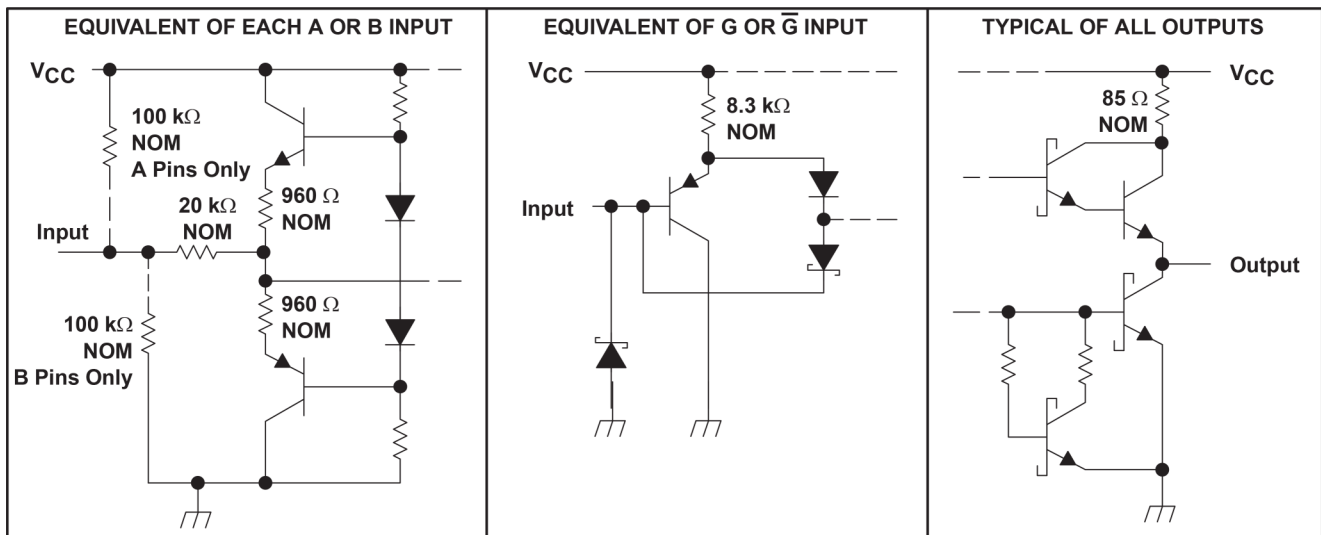 EQUIVALENT OF EACH A OR B INPUT
VCC
100 kΩ
NOM
A Pins Only
20 kΩ
NOM
960 Ω
NOM
Input
960 Ω
NOM
100 kΩ
NOM
B Pins Only
EQUIVALENT OF G OR G̅ INPUT
VCC
8.3 kΩ
NOM
Input
TYPICAL OF ALL OUTPUTS
VCC
85 Ω
NOM
Output